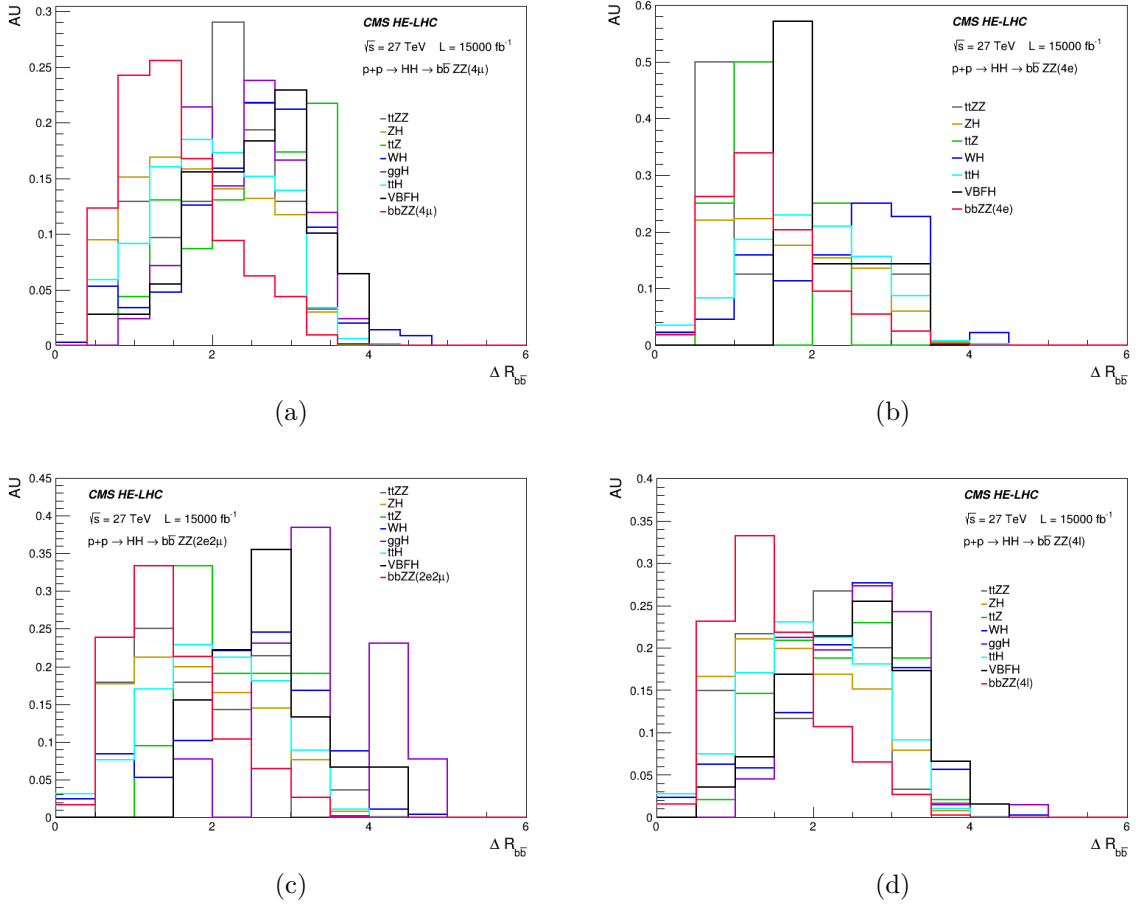 AU
0.3
0.25
0.2
0.15
0.1
0.05
0
0 2 4 6
Δ R_{bb̄}
CMS HE-LHC
√s = 27 TeV L = 15000 fb⁻¹
p+p → HH → bb̄ ZZ(4μ)
ttZZ
ZH
ttZ
WH
ggH
ttH
VBFH
bbZZ(4μ)
(a)
AU
0.6
0.5
0.4
0.3
0.2
0.1
0
0 2 4 6
Δ R_{bb̄}
CMS HE-LHC
√s = 27 TeV L = 15000 fb⁻¹
p+p → HH → bb̄ ZZ(4e)
ttZZ
ZH
ttZ
WH
ttH
VBFH
bbZZ(4e)
(b)
AU
0.45
0.4
0.35
0.3
0.25
0.2
0.15
0.1
0.05
0
0 2 4 6
Δ R_{bb̄}
CMS HE-LHC
√s = 27 TeV L = 15000 fb⁻¹
p+p → HH → bb̄ ZZ(2e2μ)
ttZZ
ZH
ttZ
WH
ggH
ttH
VBFH
bbZZ(2e2μ)
(c)
AU
0.4
0.35
0.3
0.25
0.2
0.15
0.1
0.05
0
0 2 4 6
Δ R_{bb̄}
CMS HE-LHC
√s = 27 TeV L = 15000 fb⁻¹
p+p → HH → bb̄ ZZ(4l)
ttZZ
ZH
ttZ
WH
ggH
ttH
VBFH
bbZZ(4l)
(d)